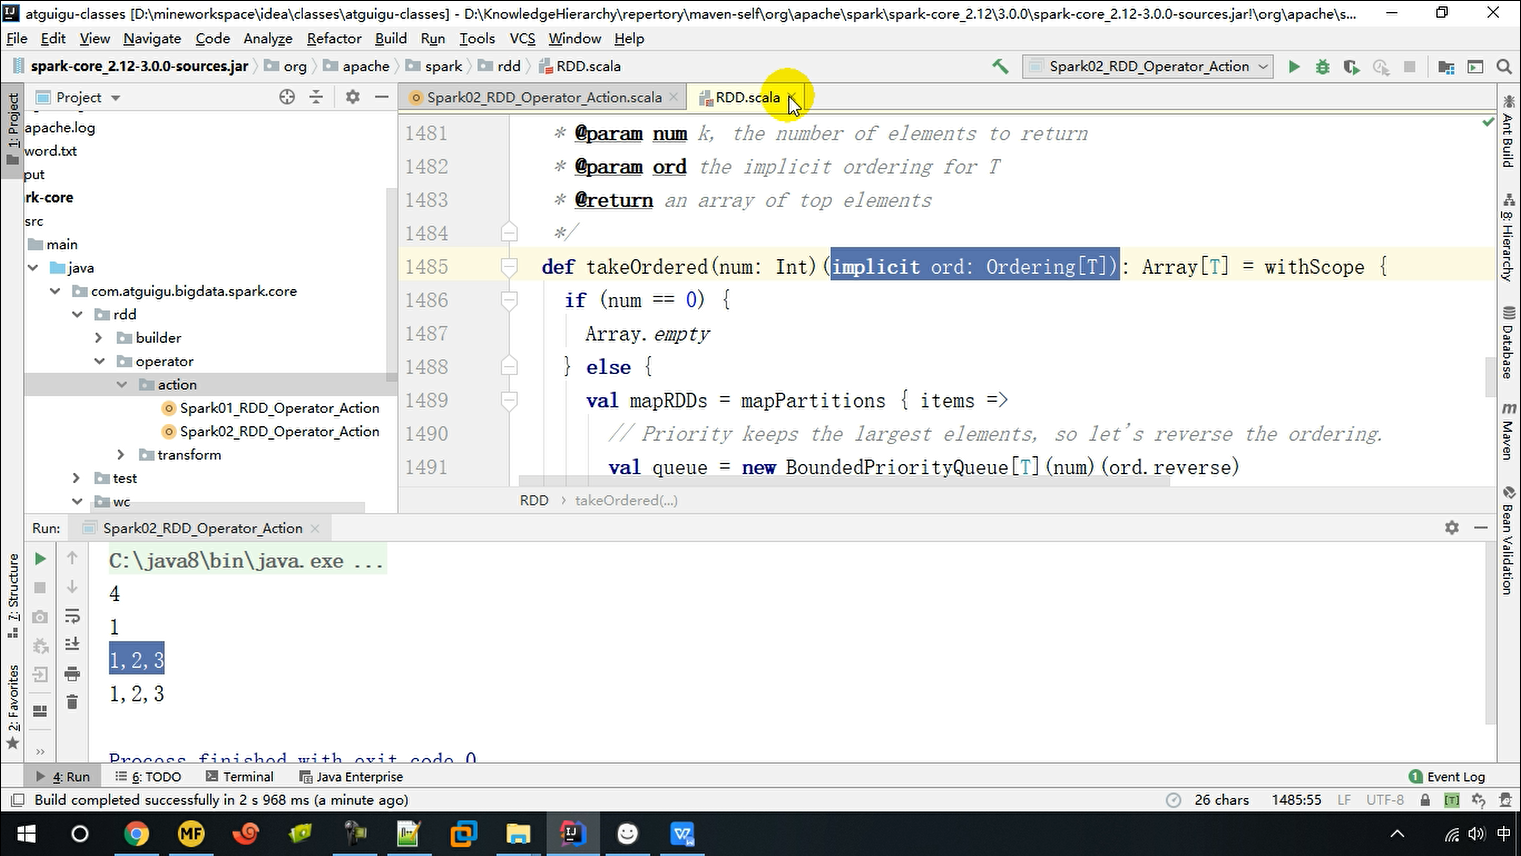 atguigu-classes [D:\mineworkspace\idea\classes\atguigu-classes] - D:\KnowledgeHierarchy\repertory\maven-self\org\apache\spark\spark-core_2.12\3.0.0\spark-core_2.12-3.0.0-sources.jar!\org\apache\s...
File Edit View Navigate Code Analyze Refactor Build Run Tools VCS Window Help
spark-core_2.12-3.0.0-sources.jar org apache spark rdd RDD.scala
Spark02_RDD_Operator_Action
Project
Spark02_RDD_Operator_Action.scala RDD.scala
1: Project
apache.log
word.txt
put
rk-core
src
main
java
com.atguigu.bigdata.spark.core
rdd
builder
operator
action
Spark01_RDD_Operator_Action
Spark02_RDD_Operator_Action
transform
test
wc
1481 * @param num k, the number of elements to return
1482 * @param ord the implicit ordering for T
1483 * @return an array of top elements
1484 */
1485 def takeOrdered(num: Int)(implicit ord: Ordering[T]): Array[T] = withScope {
1486 if (num == 0) {
1487 Array.empty
1488 } else {
1489 val mapRDDs = mapPartitions { items =>
1490 // Priority keeps the largest elements, so let's reverse the ordering.
1491 val queue = new BoundedPriorityQueue[T](num)(ord.reverse)
RDD takeOrdered(...)
Ant Build
8: Hierarchy
Database
Maven
Bean Validation
Run: Spark02_RDD_Operator_Action
7: Structure
2: Favorites
C:\java8\bin\java.exe ...
4
1
1,2,3
1,2,3
Process finished with exit code 0
4: Run 6: TODO Terminal Java Enterprise
1 Event Log
Build completed successfully in 2 s 968 ms (a minute ago)
26 chars 1485:55 LF UTF-8 [T]
MF
中